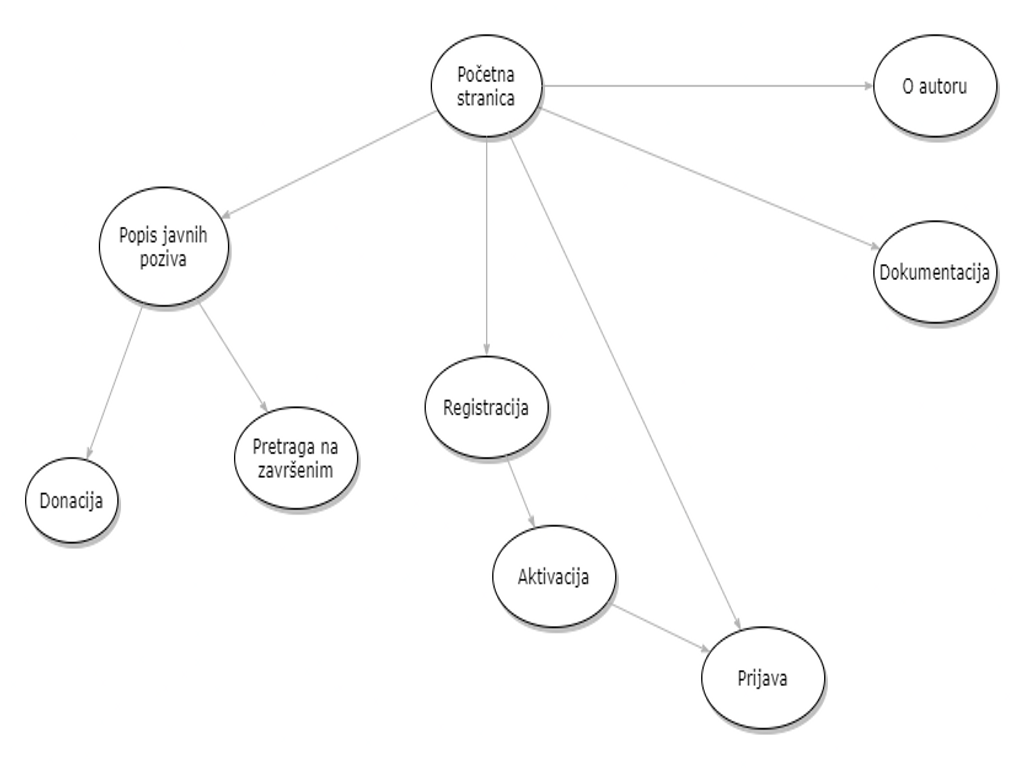 Početna
stranica
O autoru
Popis javnih
poziva
Dokumentacija
Registracija
Pretraga na
završenim
Donacija
Aktivacija
Prijava